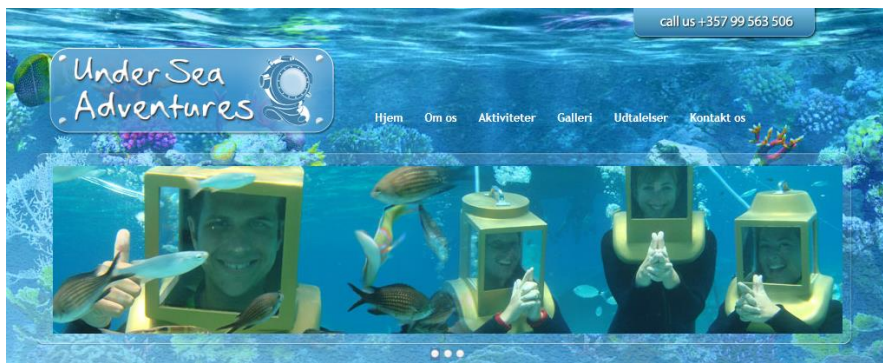 call us +357 99 563 506
Under Sea
Adventures
Hjem Om os Aktiviteter Galleri Udtalelser Kontakt os